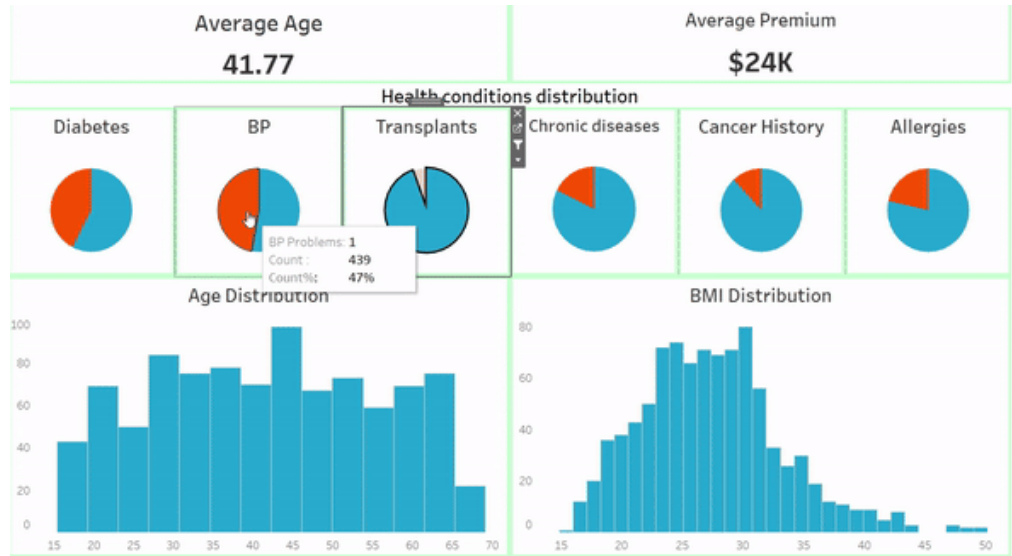 Average Age
Average Premium
41.77
$24K
Health conditions distribution
Diabetes
BP
Transplants
Chronic diseases
Cancer History
Allergies
BP Problems: 1
Count : 439
Count%: 47%
Age Distribution
100
80
60
40
20
0
15 20 25 30 35 40 45 50 55 60 65 70
BMI Distribution
80
60
40
20
0
15 20 25 30 35 40 45 50